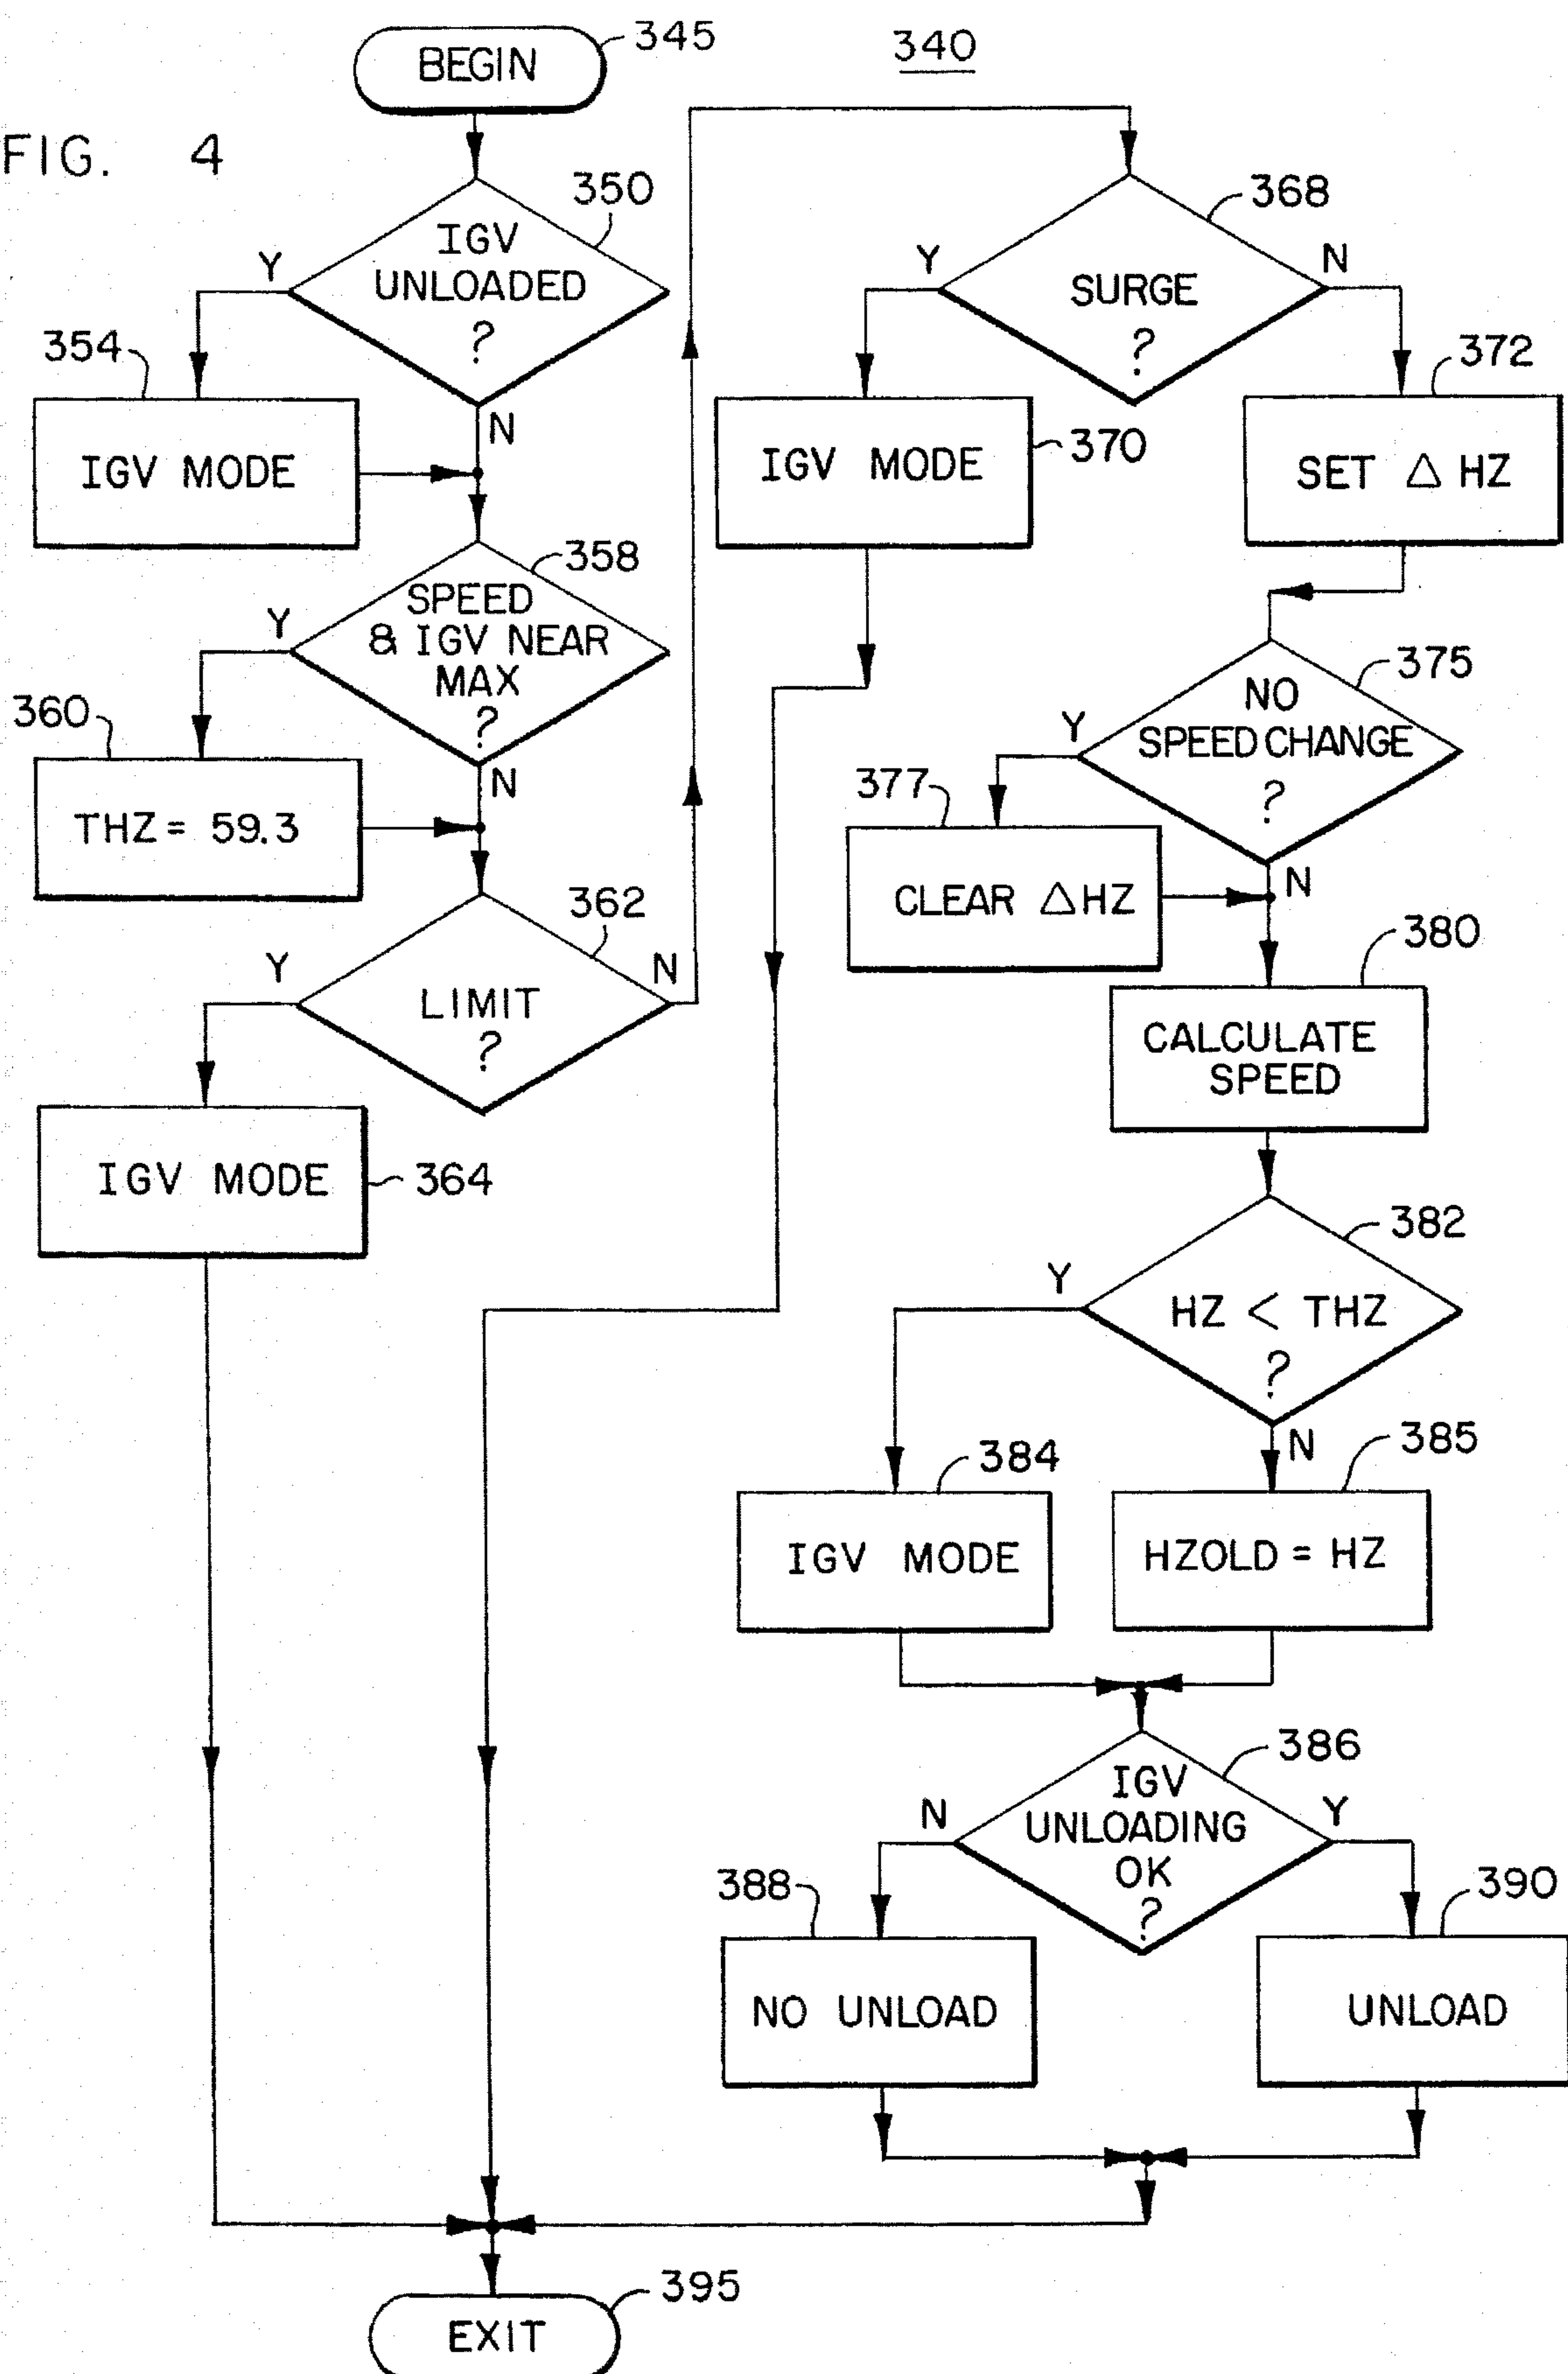 FIG. 4
340
BEGIN
345
350
IGV
UNLOADED
?
Y
N
354
IGV MODE
358
SPEED
& IGV NEAR
MAX
?
Y
N
360
THZ = 59.3
362
LIMIT
?
Y
N
IGV MODE
364
368
SURGE
?
Y
N
IGV MODE
370
372
SET △ HZ
375
NO
SPEED CHANGE
?
Y
N
377
CLEAR △HZ
380
CALCULATE
SPEED
382
HZ < THZ
?
Y
N
384
IGV MODE
385
HZOLD = HZ
386
IGV
UNLOADING
OK
?
N
Y
388
NO UNLOAD
390
UNLOAD
395
EXIT